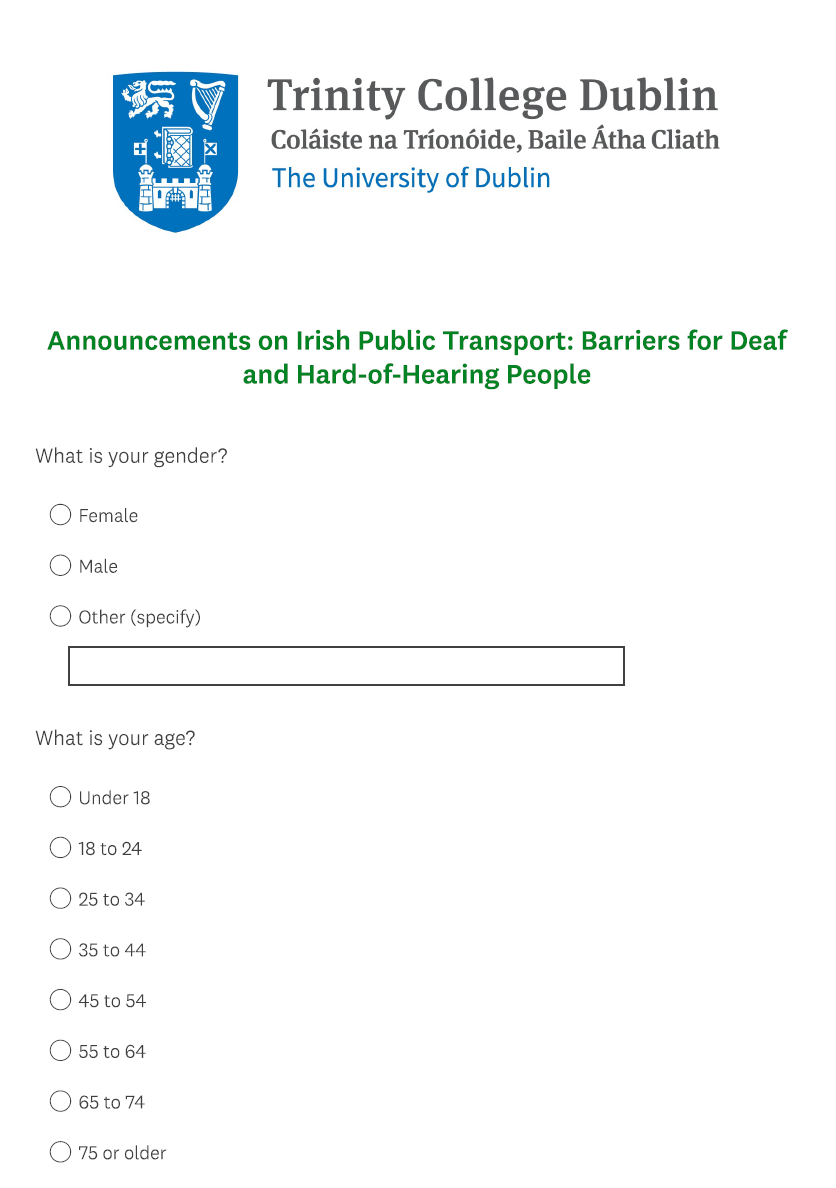 Trinity College Dublin
Coláiste na Tríonóide, Baile Átha Cliath
The University of Dublin
Announcements on Irish Public Transport: Barriers for Deaf
and Hard-of-Hearing People
What is your gender?
Female
Male
Other (specify)
What is your age?
Under 18
18 to 24
25 to 34
35 to 44
45 to 54
55 to 64
65 to 74
75 or older